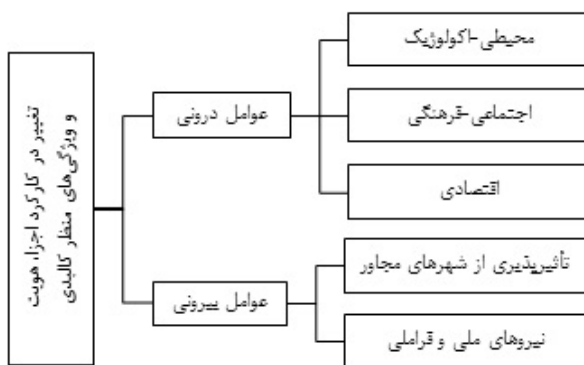 تغییر در کارکرد اجزا، هویت
و ویژگی‌های منظر کالبدی
عوامل درونی
محیطی-اکولوژیک
اجتماعی-فرهنگی
اقتصادی
عوامل بیرونی
تأثیرپذیری از شهرهای مجاور
نیروهای ملی و فراملی